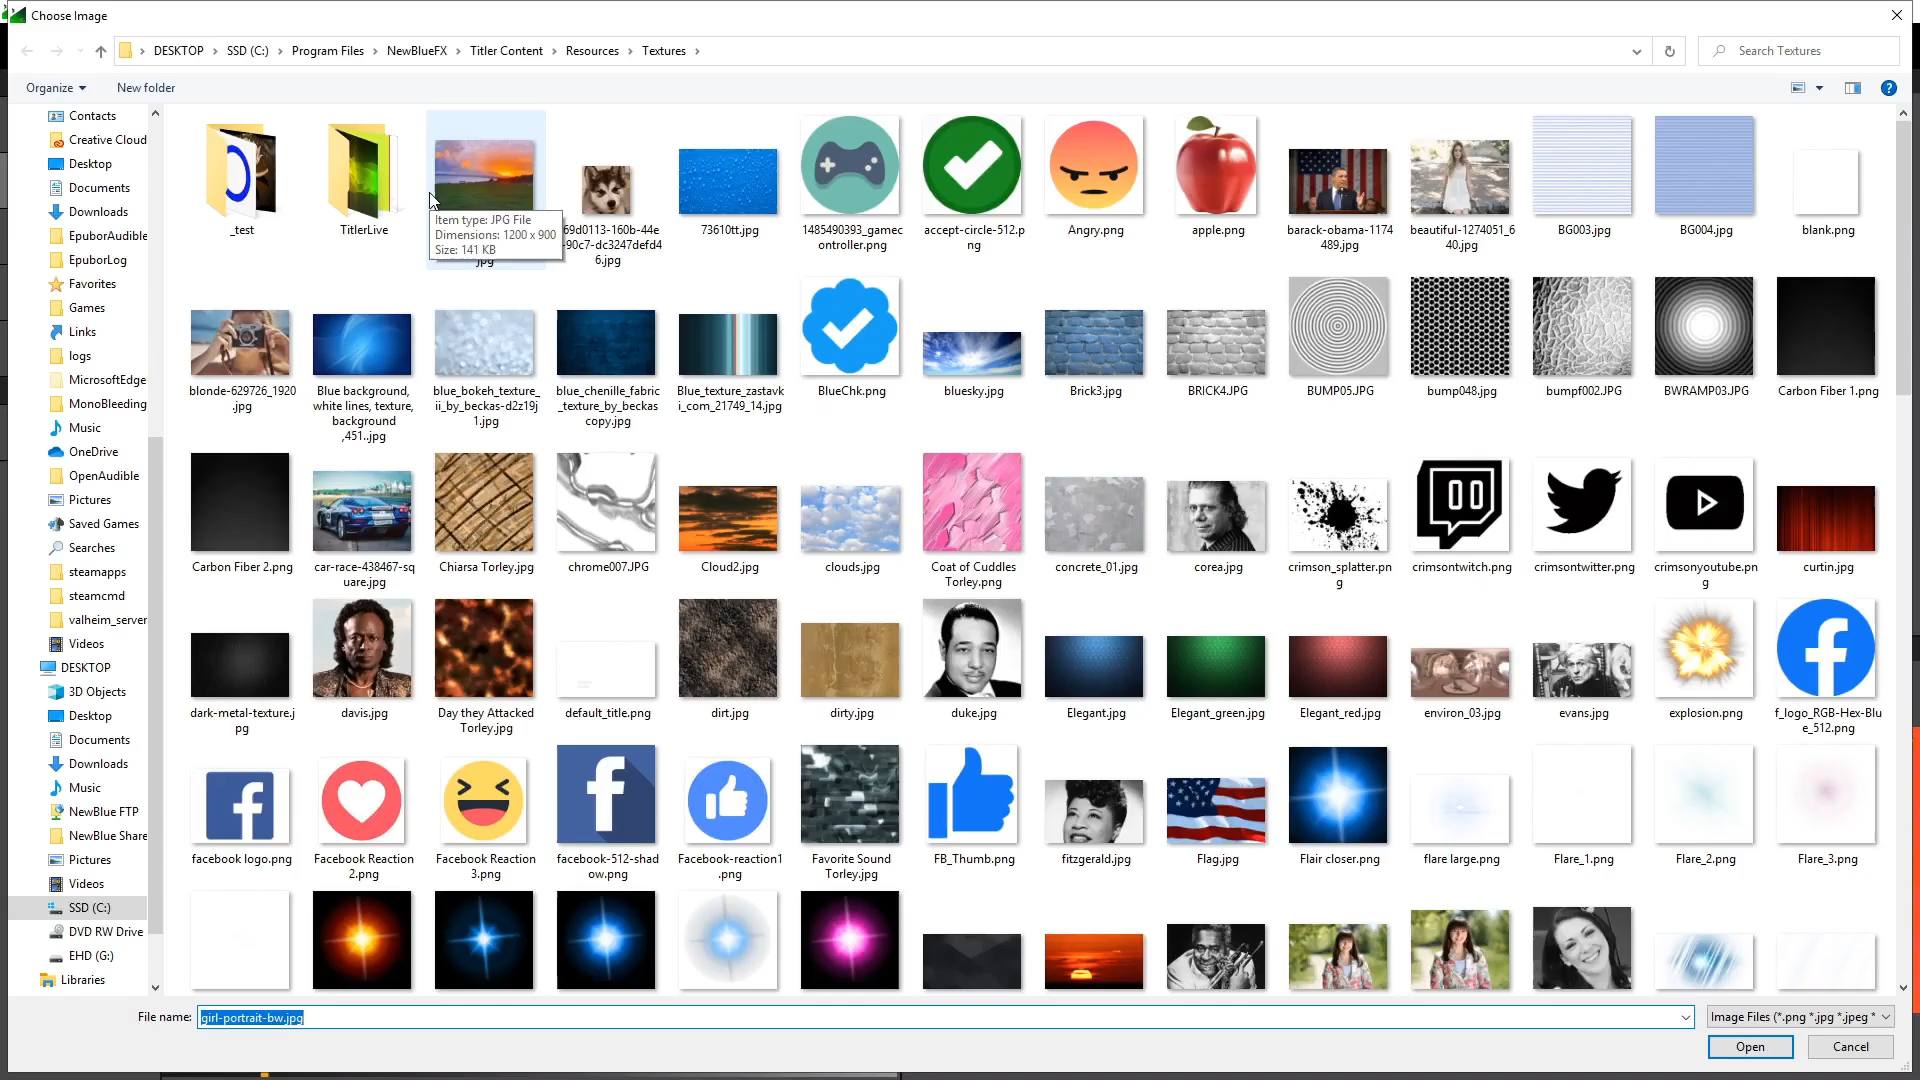 Choose Image
DESKTOP
SSD (C:)
Program Files
NewBlueFX
Titler Content
Resources
Textures
Search Textures
Organize
New folder
Contacts
Creative Cloud
Desktop
Documents
Downloads
EpuborAudible
EpuborLog
Favorites
Games
Links
logs
MicrosoftEdge
MonoBleeding
Music
OneDrive
OpenAudible
Pictures
Saved Games
Searches
steamapps
steamcmd
valheim_server
Videos
DESKTOP
3D Objects
Desktop
Documents
Downloads
Music
NewBlue FTP
NewBlue Share
Pictures
Videos
SSD (C:)
DVD RW Drive
EHD (G:)
Libraries
_test
TitlerLive
Item type: JPG File
Dimensions: 1200 x 900
Size: 141 KB
jpg
69d0113-160b-44e
-90c7-dc3247defd4
6.jpg
73610tt.jpg
1485490393_gamec
ontroller.png
accept-circle-512.p
ng
Angry.png
apple.png
barack-obama-1174
489.jpg
beautiful-1274051_6
40.jpg
BG003.jpg
BG004.jpg
blank.png
blonde-629726_1920
.jpg
Blue background,
white lines, texture,
background
,451..jpg
blue_bokeh_texture_
ii_by_beckas-d2z19j
1.jpg
blue_chenille_fabric
_texture_by_beckas
copy.jpg
Blue_texture_zastavk
i_com_21749_14.jpg
BlueChk.png
bluesky.jpg
Brick3.jpg
BRICK4.JPG
BUMP05.JPG
bump048.jpg
bumpf002.JPG
BWRAMP03.JPG
Carbon Fiber 1.png
Carbon Fiber 2.png
car-race-438467-sq
uare.jpg
Chiarsa Torley.jpg
chrome007.JPG
Cloud2.jpg
clouds.jpg
Coat of Cuddles
Torley.png
concrete_01.jpg
corea.jpg
crimson_splatter.pn
g
crimsontwitch.png
crimsontwitter.png
crimsonyoutube.pn
g
curtin.jpg
dark-metal-texture.j
pg
davis.jpg
Day they Attacked
Torley.jpg
default_title.png
dirt.jpg
dirty.jpg
duke.jpg
Elegant.jpg
Elegant_green.jpg
Elegant_red.jpg
environ_03.jpg
evans.jpg
explosion.png
f_logo_RGB-Hex-Blu
e_512.png
facebook logo.png
Facebook Reaction
2.png
Facebook Reaction
3.png
facebook-512-shad
ow.png
Facebook-reaction1
.png
Favorite Sound
Torley.jpg
FB_Thumb.png
fitzgerald.jpg
Flag.jpg
Flair closer.png
flare large.png
Flare_1.png
Flare_2.png
Flare_3.png
File name:
girl-portrait-bw.jpg
Image Files (*.png *.jpg *.jpeg *
Open
Cancel